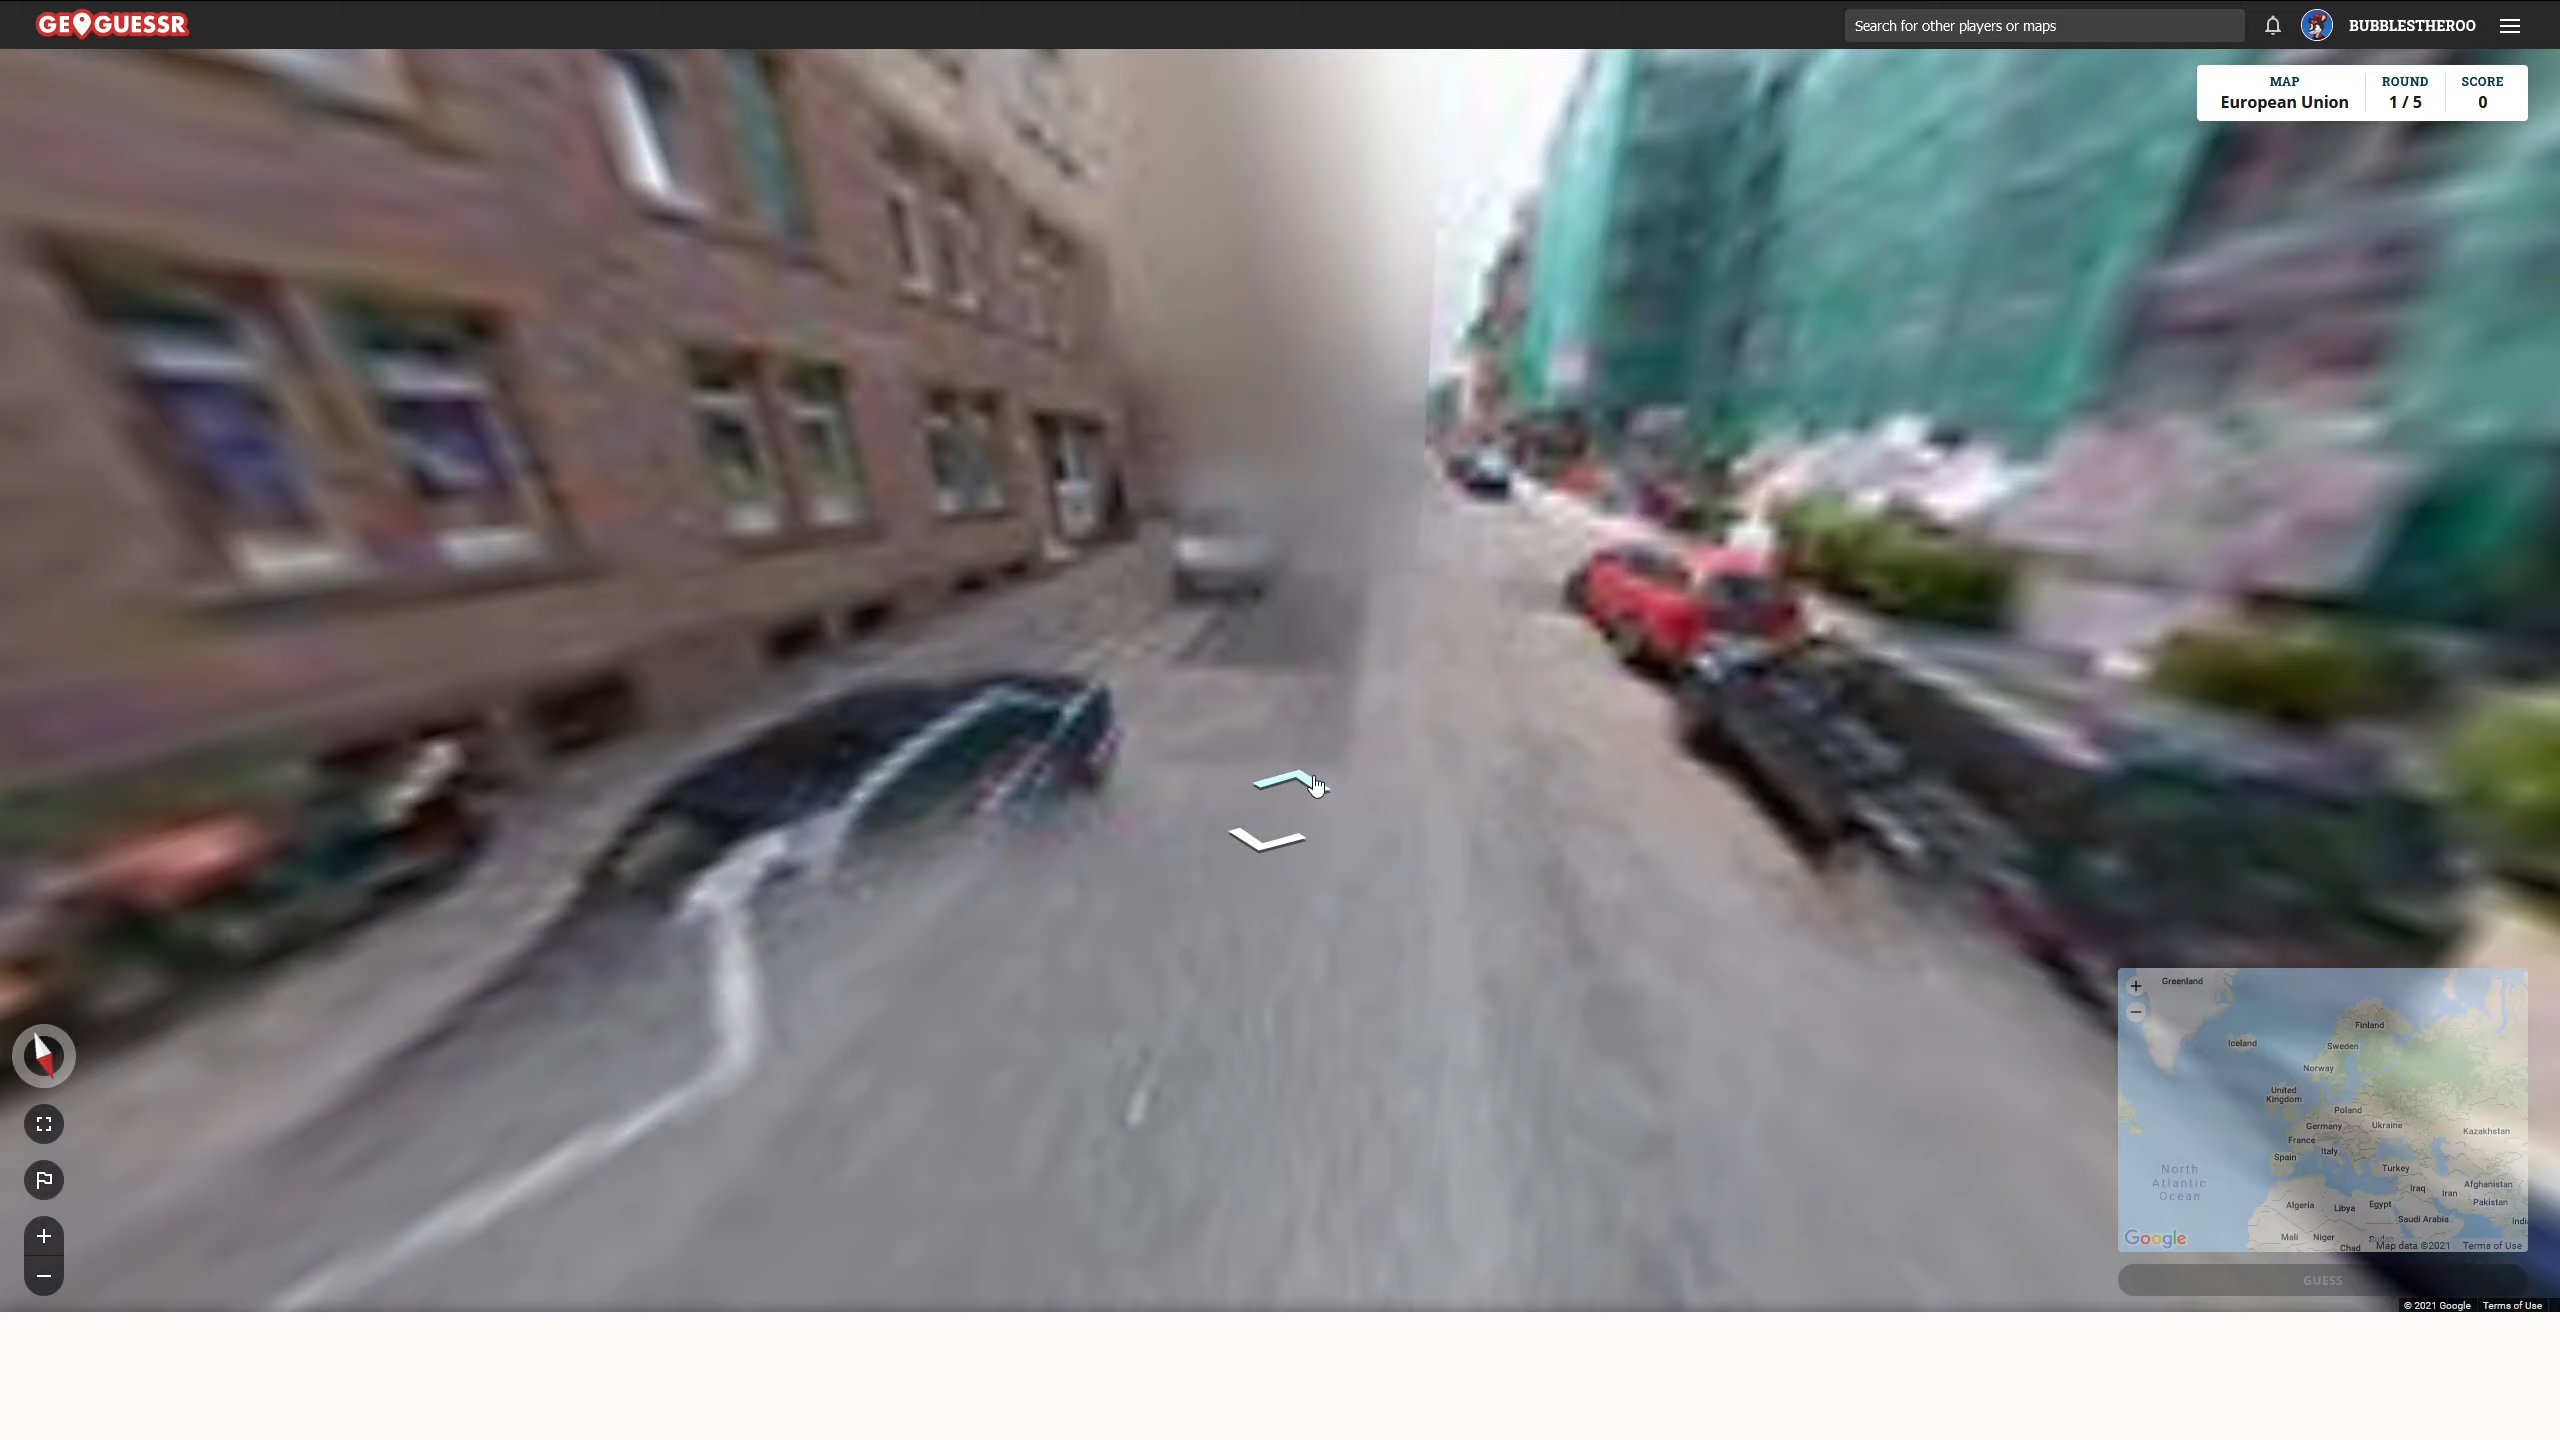 GEOGUESSR
Search for other players or maps
BUBBLESTHEROO
MAP
European Union
ROUND
1 / 5
SCORE
0
Greenland
Iceland
Finland
Sweden
Norway
United
Kingdom
Poland
Germany
Ukraine
France
Kazakhstan
Spain
Italy
Turkey
North
Atlantic
Ocean
Iraq
Iran
Afghanistan
Algeria
Libya
Egypt
Pakistan
Saudi Arabia
Indi
Mali
Niger
Chad
Sudan
Google
Map data ©2021
Terms of Use
GUESS
© 2021 Google
Terms of Use